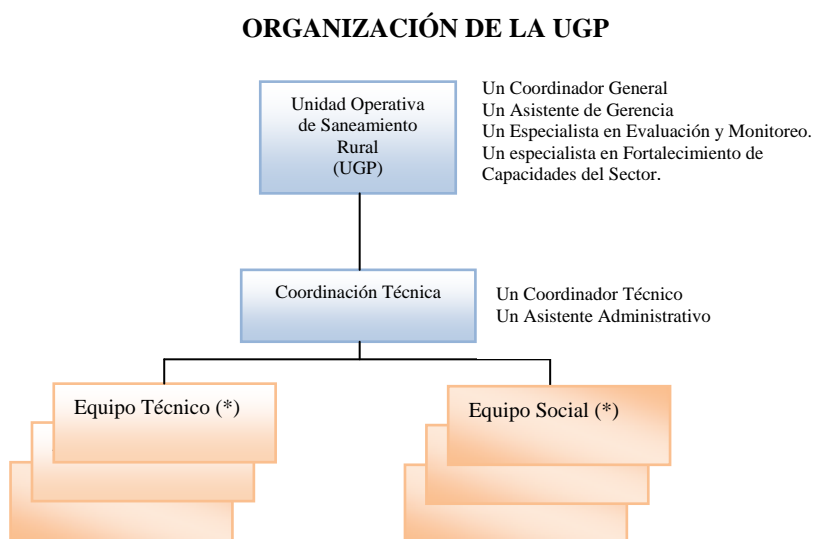 ORGANIZACIÓN DE LA UGP
Unidad Operativa
de Saneamiento
Rural
(UGP)
Un Coordinador General
Un Asistente de Gerencia
Un Especialista en Evaluación y Monitoreo.
Un especialista en Fortalecimiento de
Capacidades del Sector.
Coordinación Técnica
Un Coordinador Técnico
Un Asistente Administrativo
Equipo Técnico (*)
Equipo Social (*)